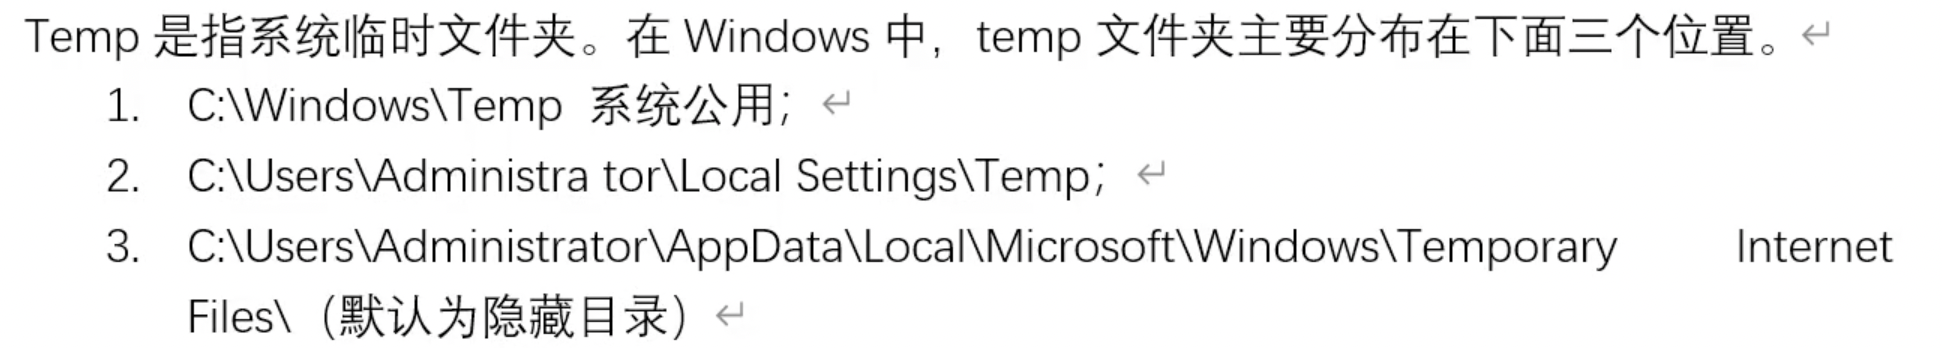 Temp 是指系统临时文件夹。在 Windows 中，temp 文件夹主要分布在下面三个位置。↵
1. C:\Windows\Temp 系统公用；↵
2. C:\Users\Administra tor\Local Settings\Temp；↵
3. C:\Users\Administrator\AppData\Local\Microsoft\Windows\Temporary Internet
Files\（默认为隐藏目录）↵